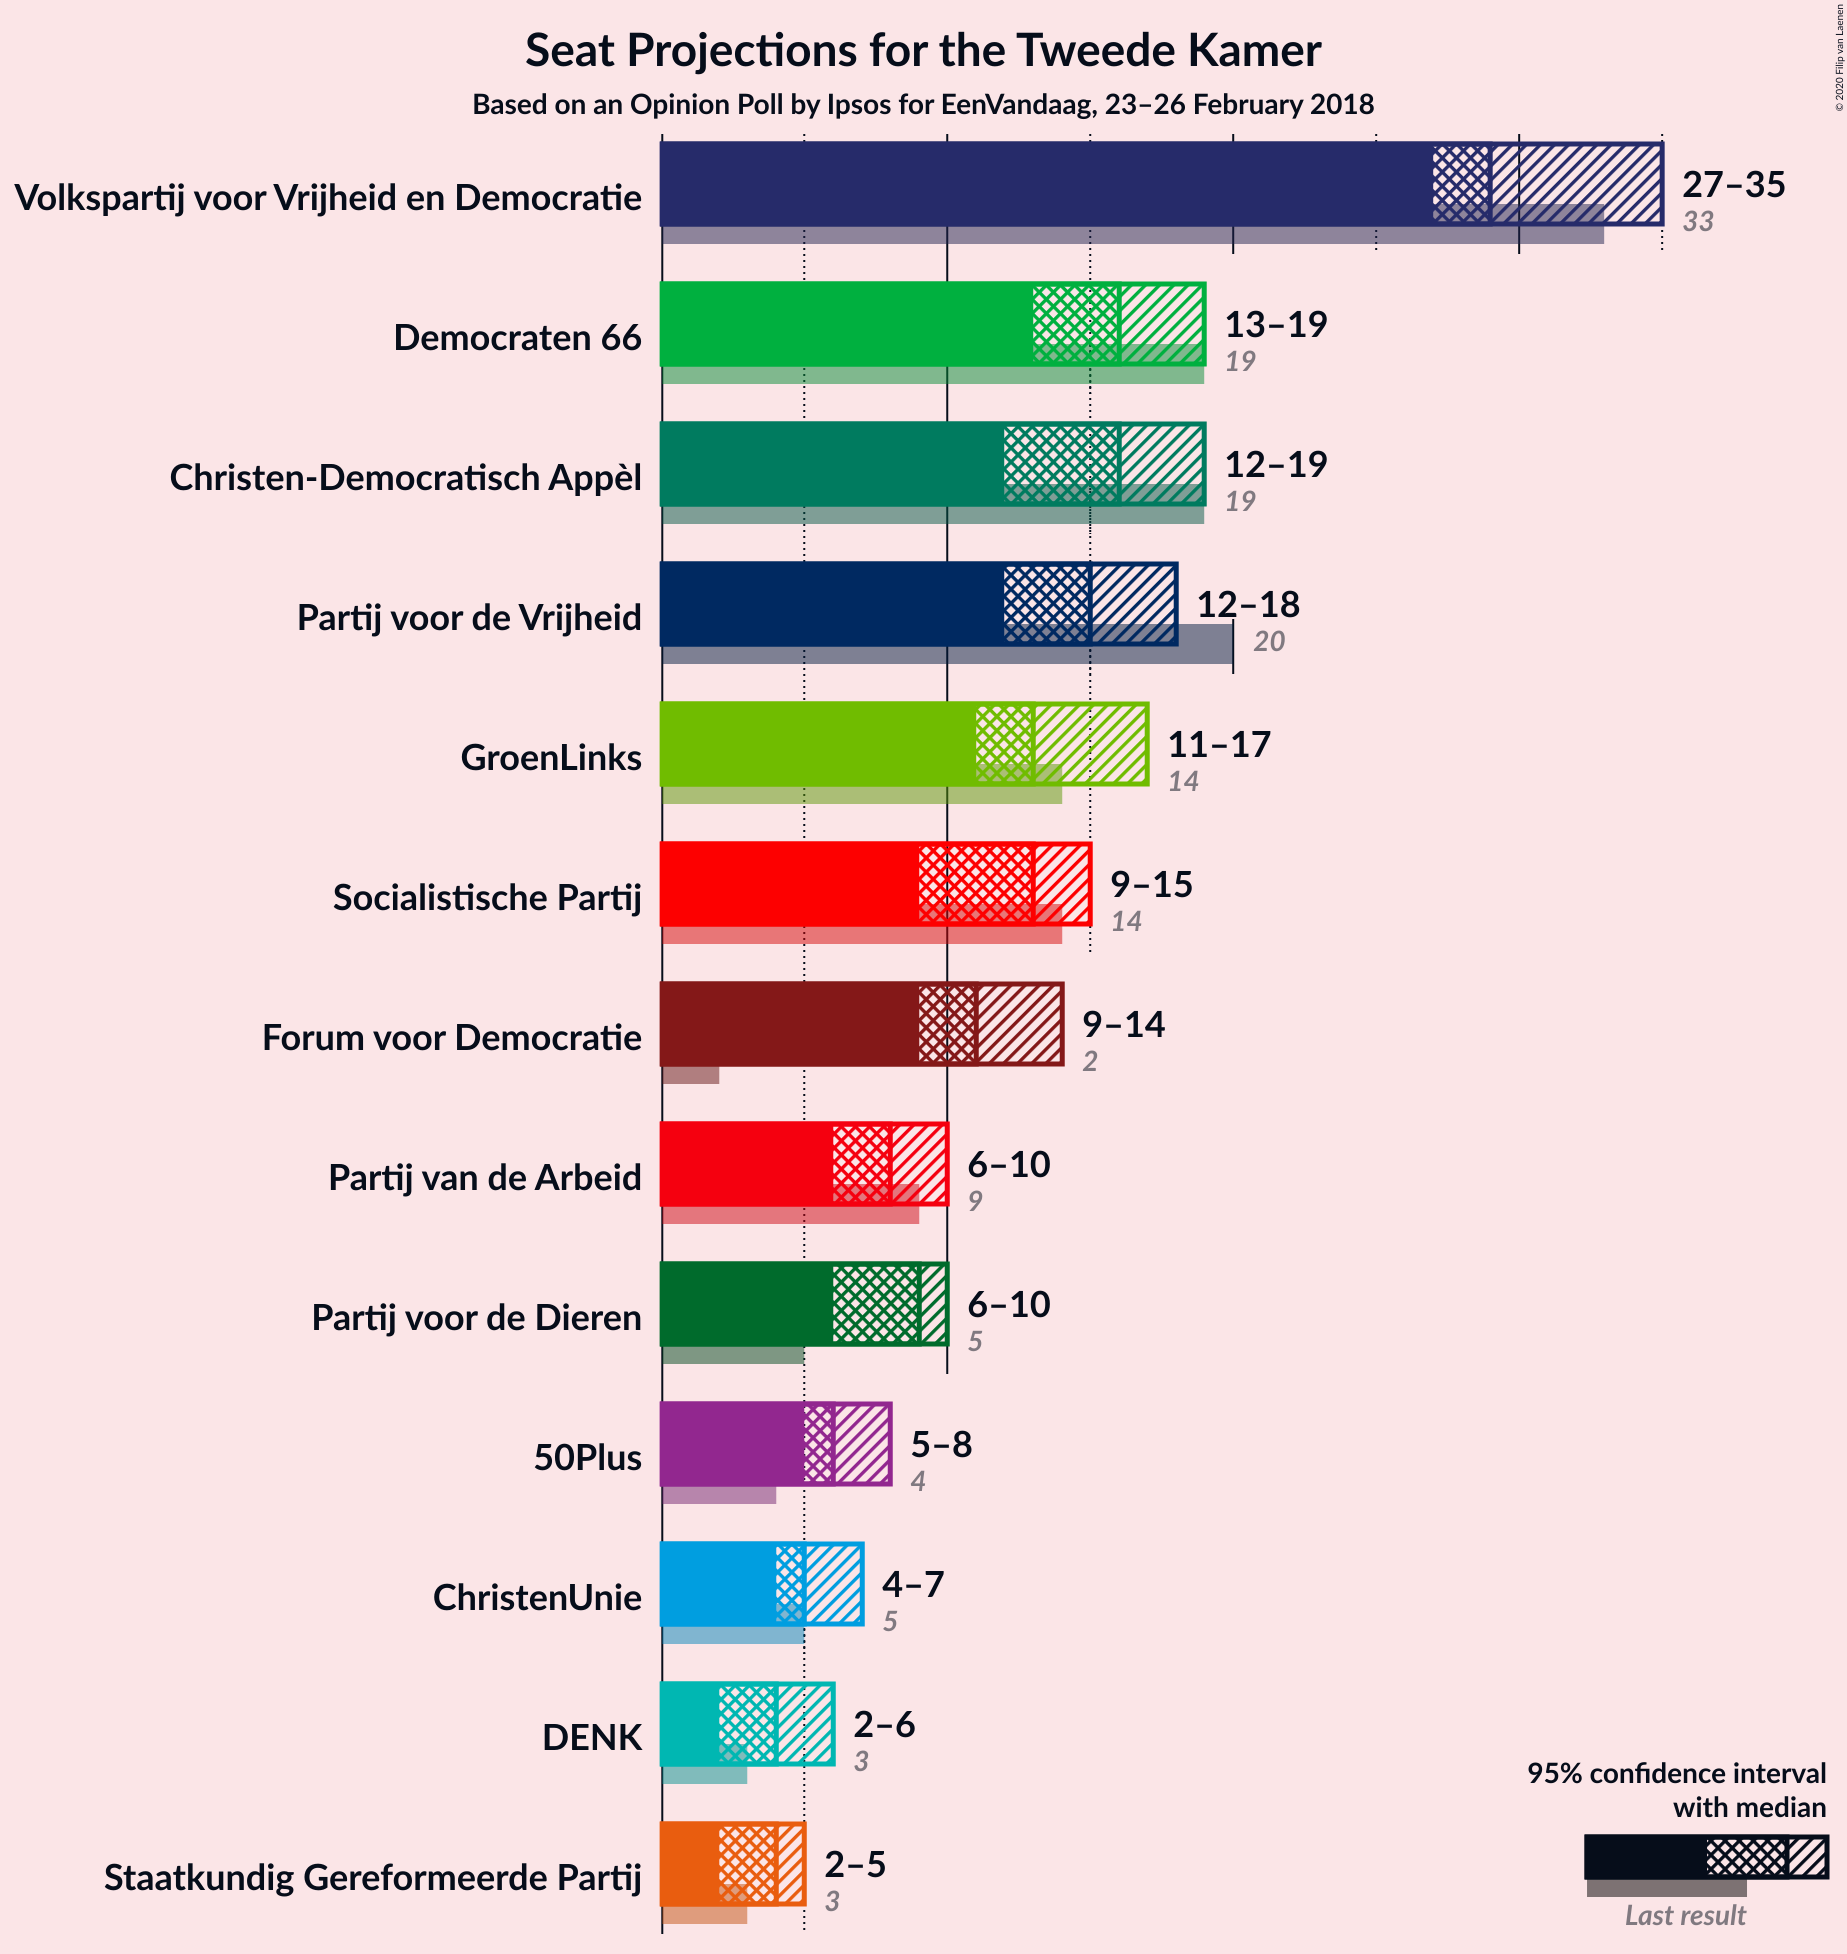 Seat Projections for the Tweede Kamer
Based on an Opinion Poll by Ipsos for EenVandaag, 23–26 February 2018
© 2020 Filip van Laenen
Volkspartij voor Vrijheid en Democratie
27–35
33
Democraten 66
13–19
19
Christen-Democratisch Appèl
12–19
19
Partij voor de Vrijheid
12–18
20
GroenLinks
11–17
14
Socialistische Partij
9–15
14
Forum voor Democratie
9–14
2
Partij van de Arbeid
6–10
9
Partij voor de Dieren
6–10
5
50Plus
5–8
4
ChristenUnie
4–7
5
DENK
2–6
3
Staatkundig Gereformeerde Partij
2–5
3
95% confidence interval
with median
Last result